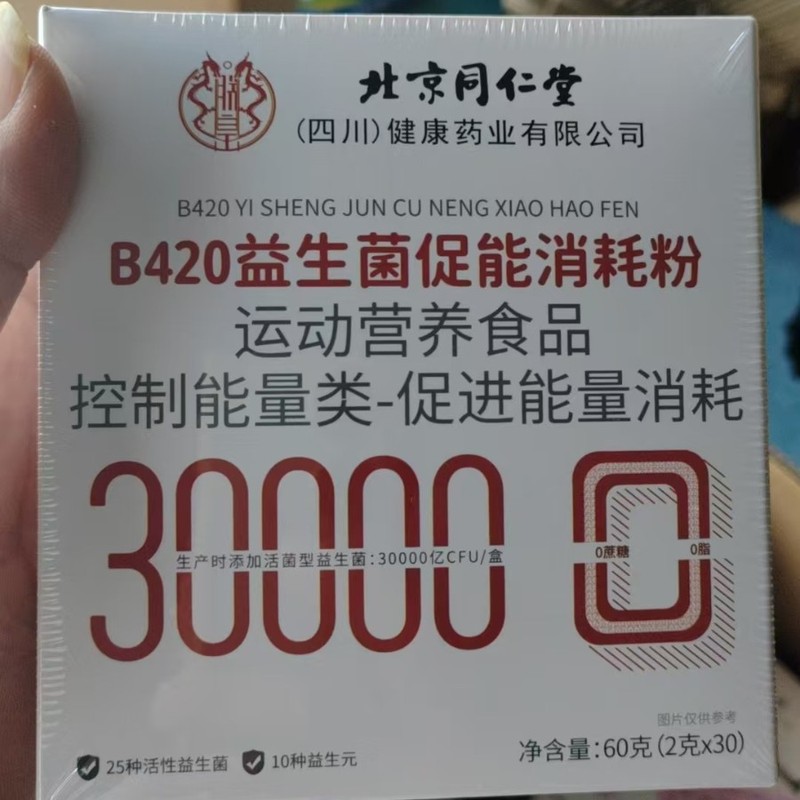 北京同仁堂
(四川)健康药业有限公司
B420 YI SHENG JUN CU NENG XIAO HAO FEN
B420益生菌促能消耗粉
运动营养食品
控制能量类-促进能量消耗
30000
生产时添加活菌型益生菌:30000亿CFU/盒
0
0蔗糖
0脂
图片仅供参考
净含量:60克(2克x30)
25种活性益生菌
10种益生元